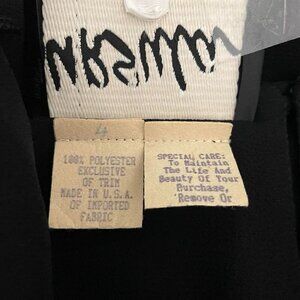 4
100% POLYESTER
EXCLUSIVE
OF TRIM
MADE IN U.S.A.
OF IMPORTED
FABRIC
SPECIAL CARE:
To Maintain
The Life And
Beauty Of Your
Purchase,
Remove Or